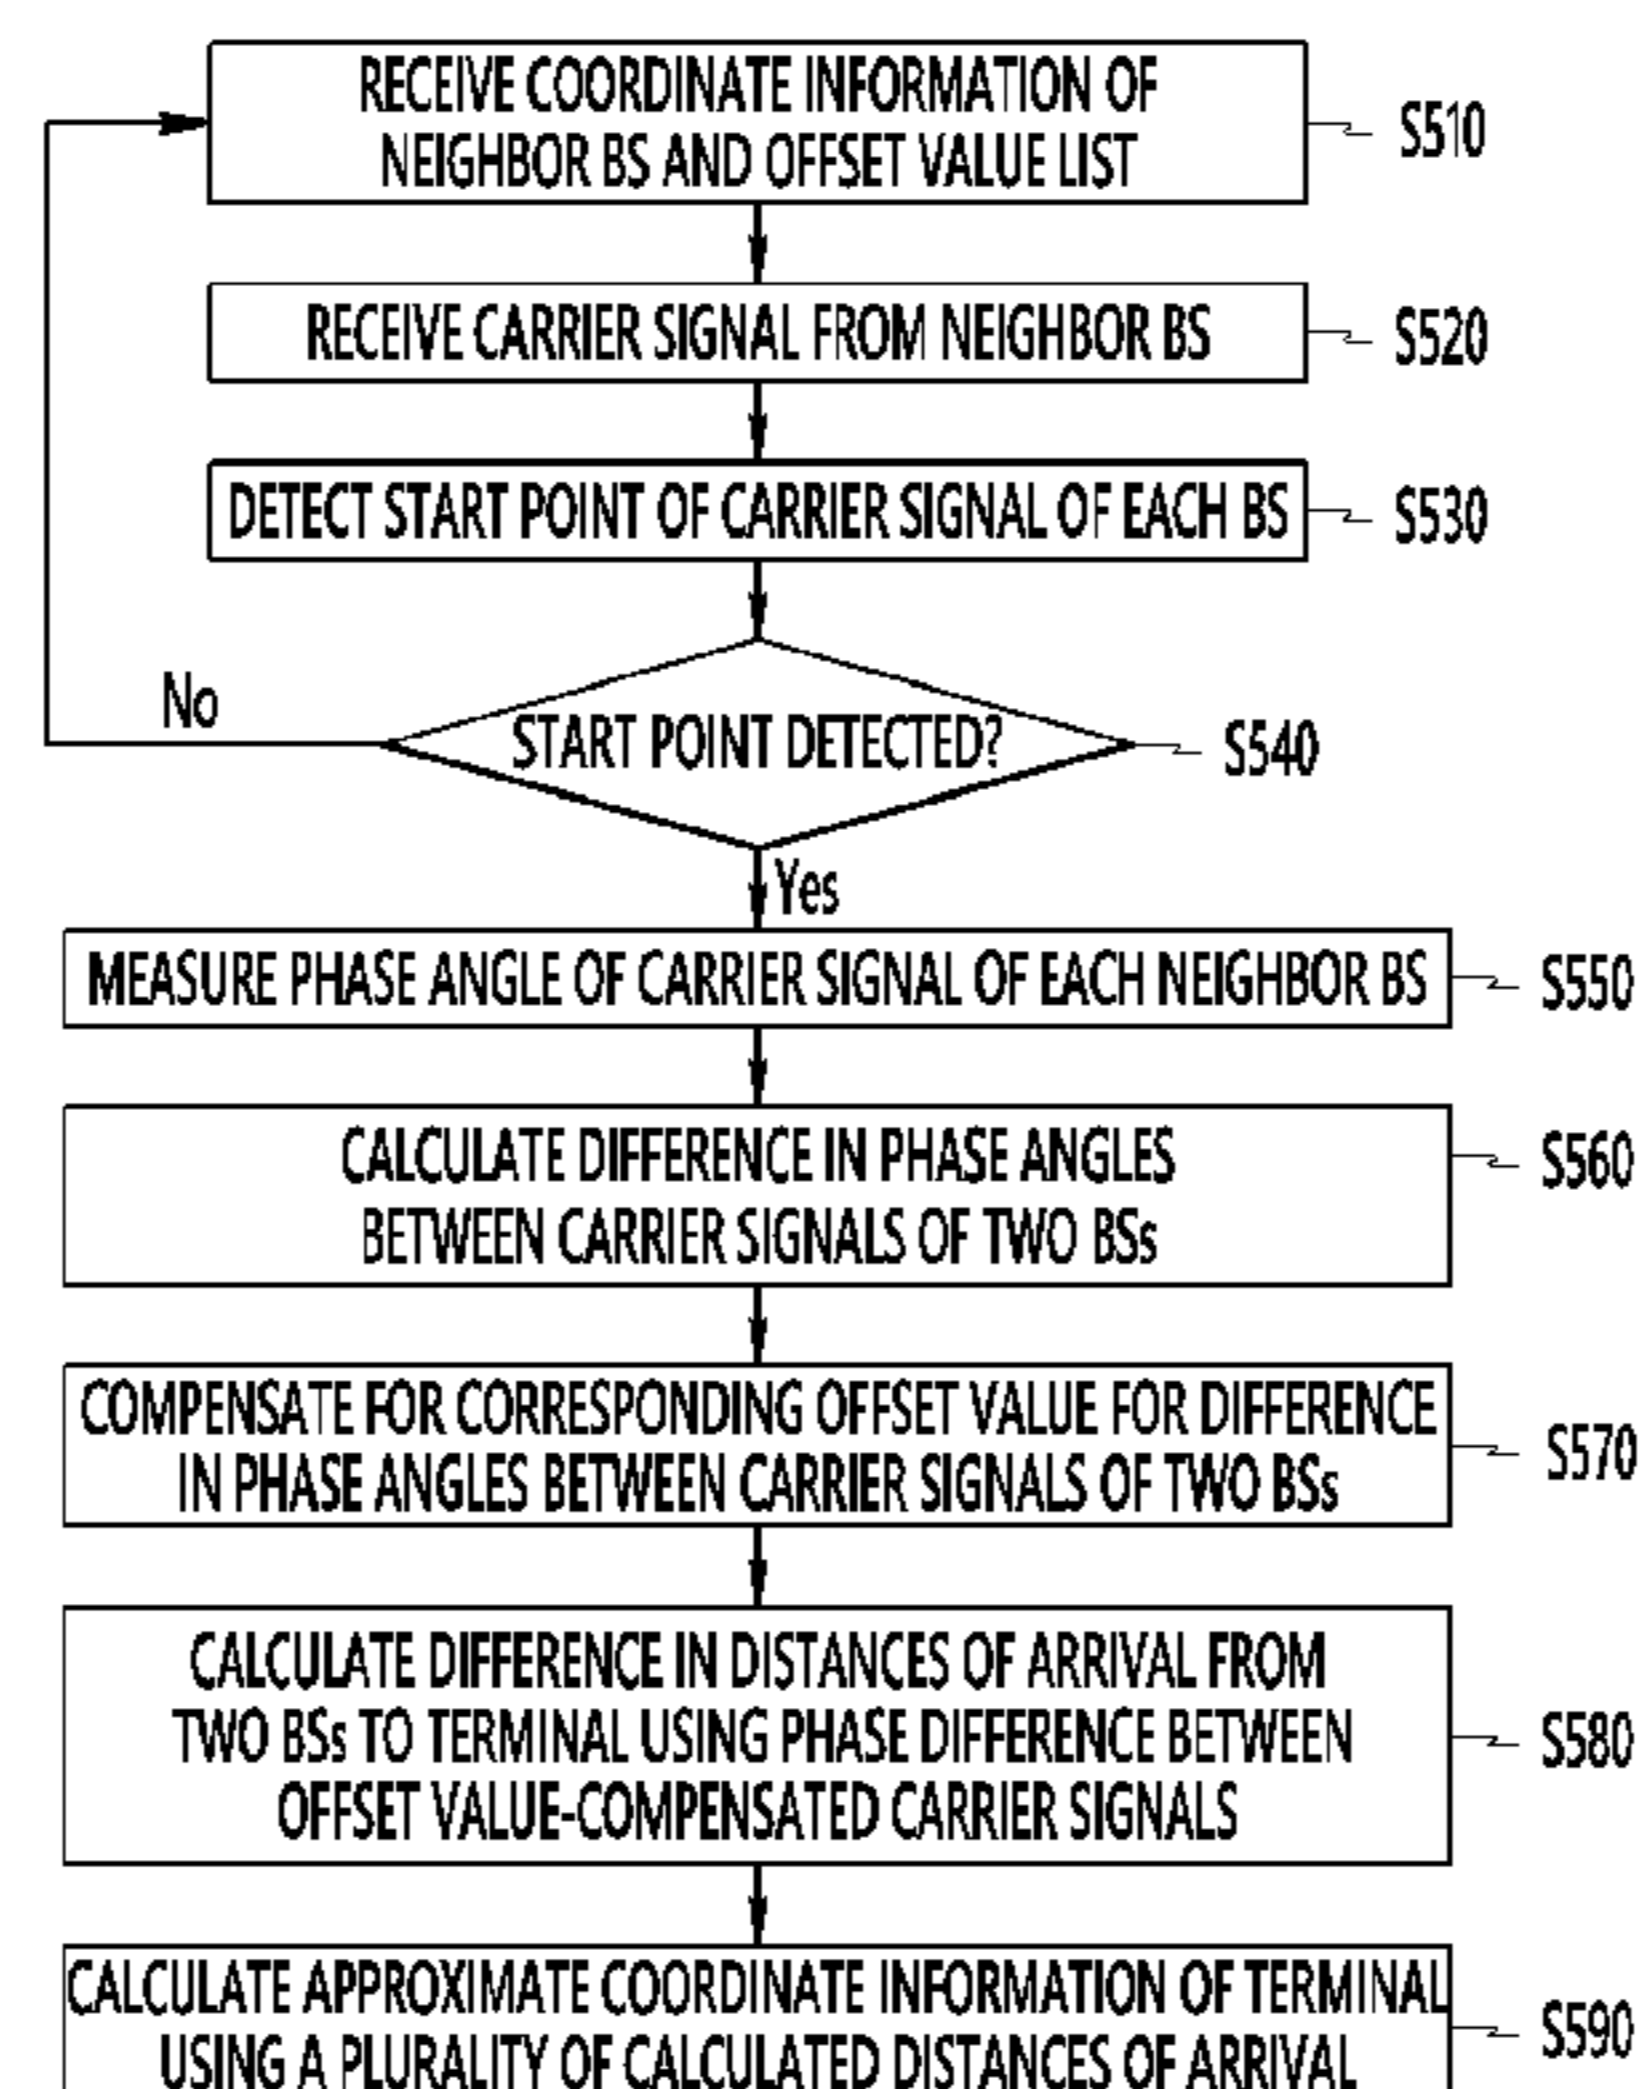 RECEIVE COORDINATE INFORMATION OF
NEIGHBOR BS AND OFFSET VALUE LIST
S510
RECEIVE CARRIER SIGNAL FROM NEIGHBOR BS
S520
DETECT START POINT OF CARRIER SIGNAL OF EACH BS
S530
No
START POINT DETECTED?
S540
Yes
MEASURE PHASE ANGLE OF CARRIER SIGNAL OF EACH NEIGHBOR BS
S550
CALCULATE DIFFERENCE IN PHASE ANGLES
BETWEEN CARRIER SIGNALS OF TWO BSs
S560
COMPENSATE FOR CORRESPONDING OFFSET VALUE FOR DIFFERENCE
IN PHASE ANGLES BETWEEN CARRIER SIGNALS OF TWO BSs
S570
CALCULATE DIFFERENCE IN DISTANCES OF ARRIVAL FROM
TWO BSs TO TERMINAL USING PHASE DIFFERENCE BETWEEN
OFFSET VALUE-COMPENSATED CARRIER SIGNALS
S580
CALCULATE APPROXIMATE COORDINATE INFORMATION OF TERMINAL
USING A PLURALITY OF CALCULATED DISTANCES OF ARRIVAL
S590